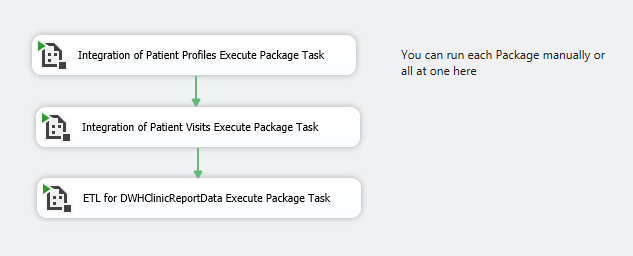 Integration of Patient Profiles Execute Package Task
You can run each Package manually or
all at one here
Integration of Patient Visits Execute Package Task
ETL for DWHClinicReportData Execute Package Task